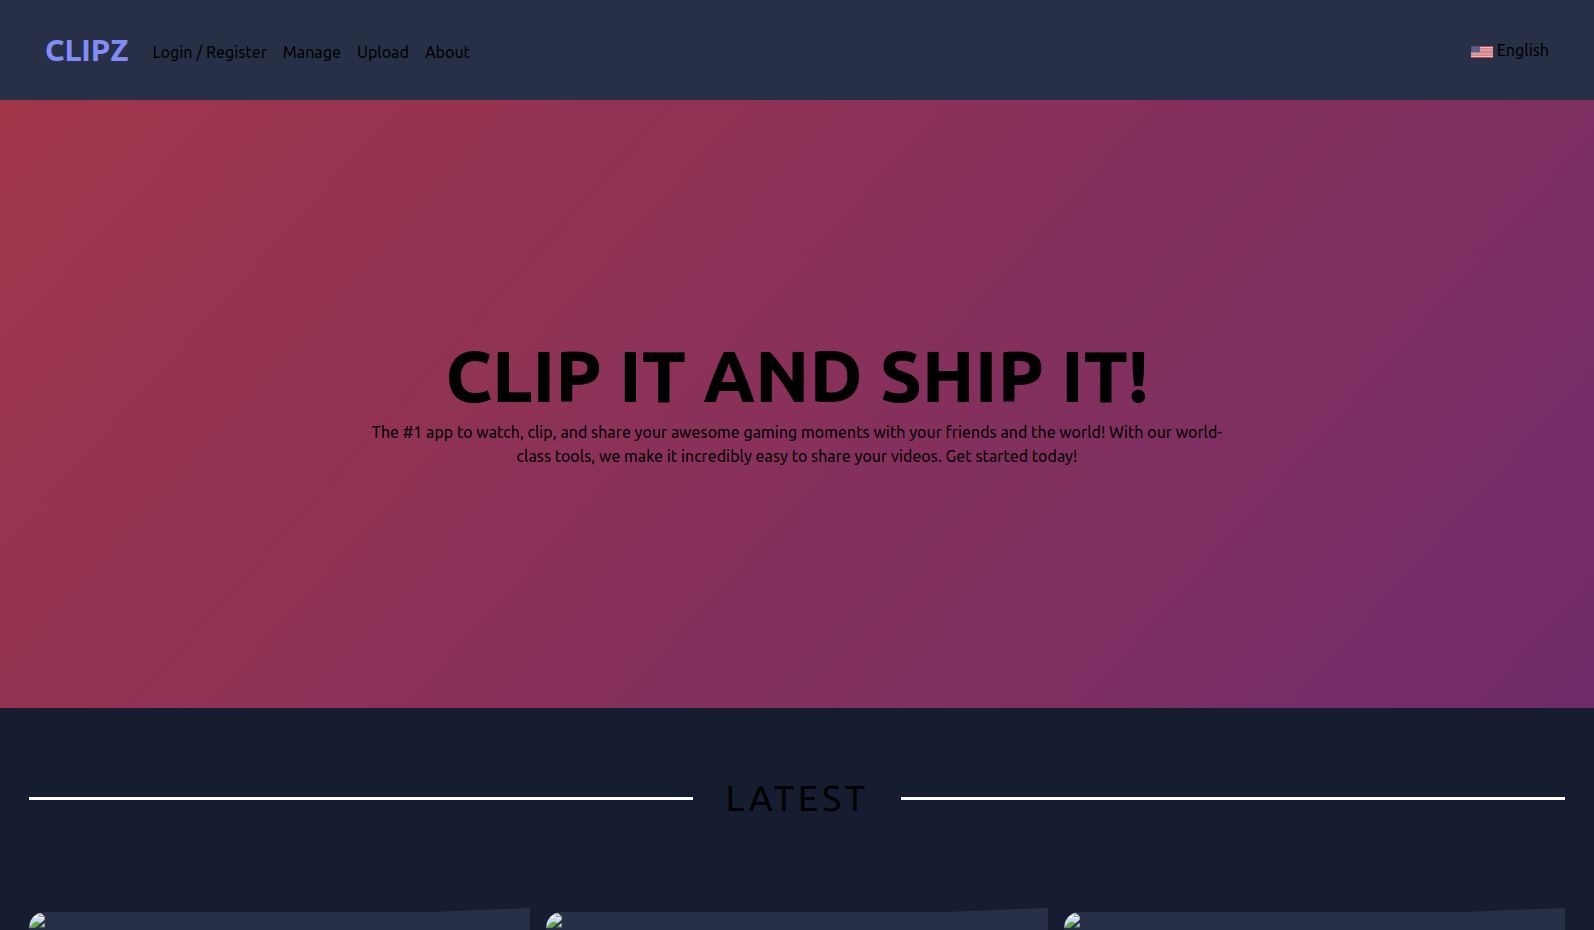 CLIPZ Login / Register Manage Upload About English
CLIP IT AND SHIP IT!
The #1 app to watch, clip, and share your awesome gaming moments with your friends and the world! With our world-
class tools, we make it incredibly easy to share your videos. Get started today!
LATEST